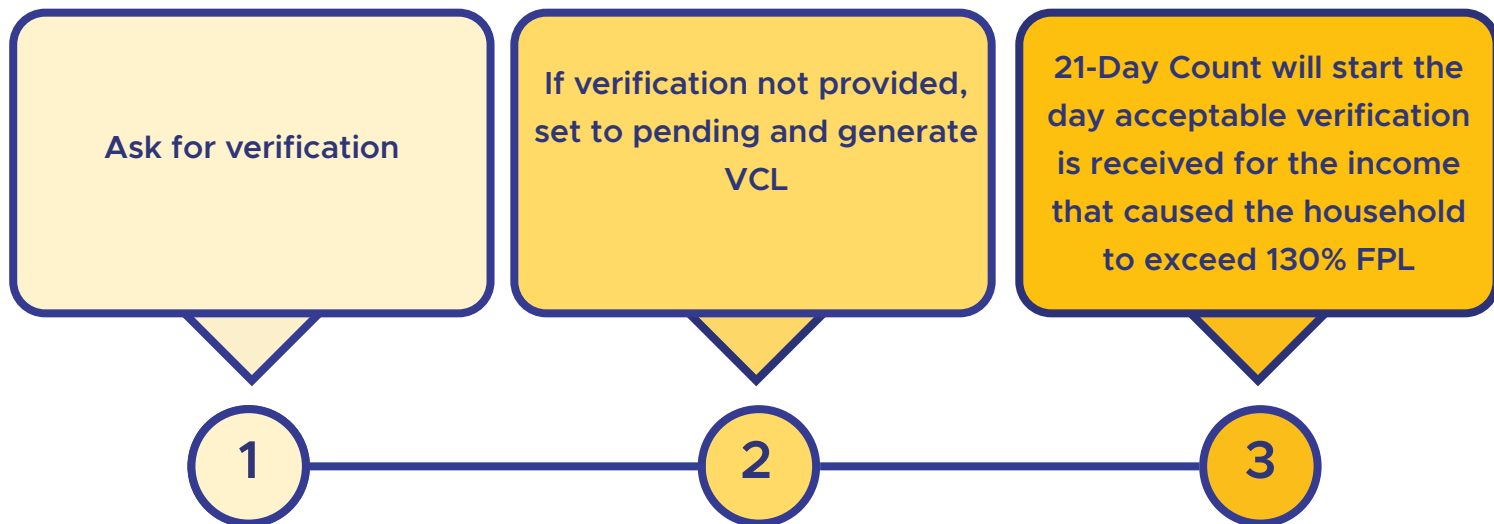 Ask for verification
If verification not provided,
set to pending and generate
VCL
21-Day Count will start the
day acceptable verification
is received for the income
that caused the household
to exceed 130% FPL
1
2
3